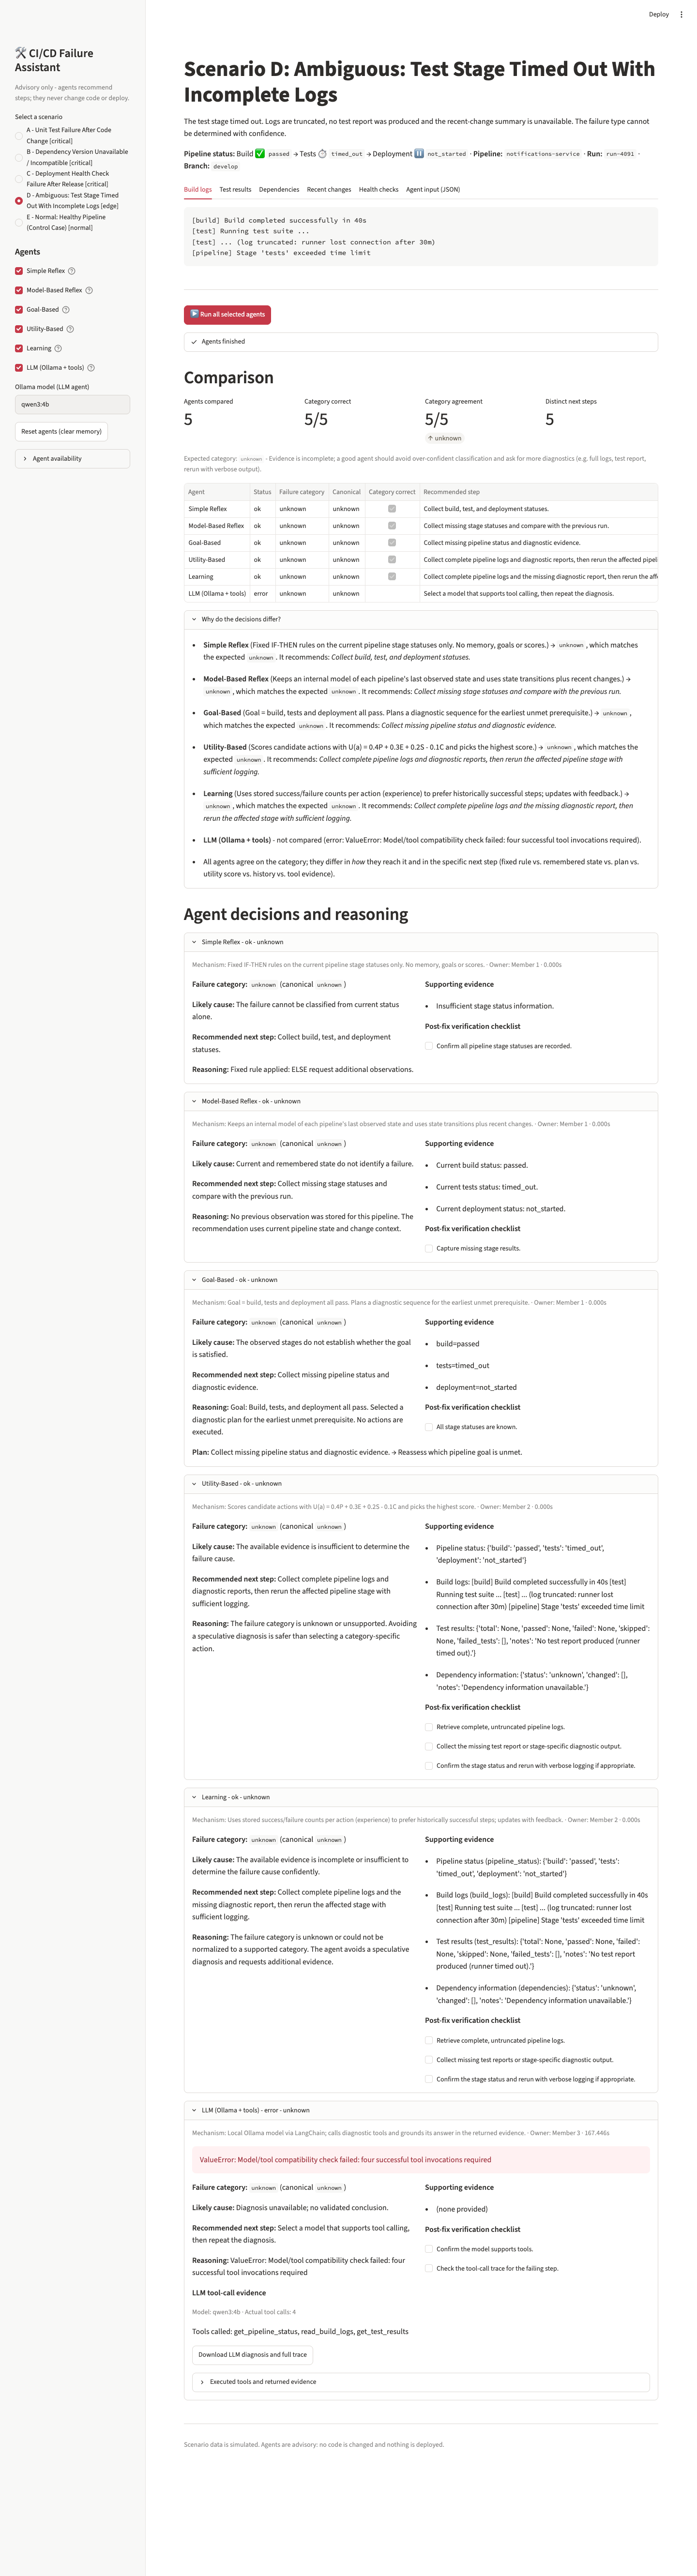 Deploy
🛠️ CI/CD Failure
Assistant
Advisory only - agents recommend
steps; they never change code or deploy.
Select a scenario
A - Unit Test Failure After Code
Change [critical]
B - Dependency Version Unavailable
/ Incompatible [critical]
C - Deployment Health Check
Failure After Release [critical]
D - Ambiguous: Test Stage Timed
Out With Incomplete Logs [edge]
E - Normal: Healthy Pipeline
(Control Case) [normal]
Agents
Simple Reflex
Model-Based Reflex
Goal-Based
Utility-Based
Learning
LLM (Ollama + tools)
Ollama model (LLM agent)
qwen3:4b
Reset agents (clear memory)
Agent availability
Scenario D: Ambiguous: Test Stage Timed Out With
Incomplete Logs
The test stage timed out. Logs are truncated, no test report was produced and the recent-change summary is unavailable. The failure type cannot
be determined with confidence.
Pipeline status: Build ✅ passed → Tests ⏱️ timed_out → Deployment ⏸️ not_started · Pipeline: notifications-service · Run: run-4091 ·
Branch: develop
Build logs Test results Dependencies Recent changes Health checks Agent input (JSON)
[build] Build completed successfully in 40s
[test] Running test suite ...
[test] ... (log truncated: runner lost connection after 30m)
[pipeline] Stage 'tests' exceeded time limit
▶️ Run all selected agents
Agents finished
Comparison
Agents compared Category correct Category agreement Distinct next steps
5 5/5 5/5 5
↑ unknown
Expected category: unknown · Evidence is incomplete; a good agent should avoid over-confident classification and ask for more diagnostics (e.g. full logs, test report,
rerun with verbose output).
Agent Status Failure category Canonical Category correct Recommended step
Simple Reflex ok unknown unknown Collect build, test, and deployment statuses.
Model-Based Reflex ok unknown unknown Collect missing stage statuses and compare with the previous run.
Goal-Based ok unknown unknown Collect missing pipeline status and diagnostic evidence.
Utility-Based ok unknown unknown Collect complete pipeline logs and diagnostic reports, then rerun the affected pipel
Learning ok unknown unknown Collect complete pipeline logs and the missing diagnostic report, then rerun the aff
LLM (Ollama + tools) error unknown unknown Select a model that supports tool calling, then repeat the diagnosis.
Why do the decisions differ?
• Simple Reflex (Fixed IF-THEN rules on the current pipeline stage statuses only. No memory, goals or scores.) → unknown , which matches
the expected unknown . It recommends: Collect build, test, and deployment statuses.
• Model-Based Reflex (Keeps an internal model of each pipeline's last observed state and uses state transitions plus recent changes.) →
unknown , which matches the expected unknown . It recommends: Collect missing stage statuses and compare with the previous run.
• Goal-Based (Goal = build, tests and deployment all pass. Plans a diagnostic sequence for the earliest unmet prerequisite.) → unknown ,
which matches the expected unknown . It recommends: Collect missing pipeline status and diagnostic evidence.
• Utility-Based (Scores candidate actions with U(a) = 0.4P + 0.3E + 0.2S - 0.1C and picks the highest score.) → unknown , which matches the
expected unknown . It recommends: Collect complete pipeline logs and diagnostic reports, then rerun the affected pipeline stage with
sufficient logging.
• Learning (Uses stored success/failure counts per action (experience) to prefer historically successful steps; updates with feedback.) →
unknown , which matches the expected unknown . It recommends: Collect complete pipeline logs and the missing diagnostic report, then
rerun the affected stage with sufficient logging.
• LLM (Ollama + tools) - not compared (error: ValueError: Model/tool compatibility check failed: four successful tool invocations required).
• All agents agree on the category; they differ in how they reach it and in the specific next step (fixed rule vs. remembered state vs. plan vs.
utility score vs. history vs. tool evidence).
Agent decisions and reasoning
Simple Reflex - ok - unknown
Mechanism: Fixed IF-THEN rules on the current pipeline stage statuses only. No memory, goals or scores. · Owner: Member 1 · 0.000s
Failure category: unknown (canonical unknown )
Likely cause: The failure cannot be classified from current status
alone.
Recommended next step: Collect build, test, and deployment
statuses.
Reasoning: Fixed rule applied: ELSE request additional observations.
Supporting evidence
• Insufficient stage status information.
Post-fix verification checklist
Confirm all pipeline stage statuses are recorded.
Model-Based Reflex - ok - unknown
Mechanism: Keeps an internal model of each pipeline's last observed state and uses state transitions plus recent changes. · Owner: Member 1 · 0.000s
Failure category: unknown (canonical unknown )
Likely cause: Current and remembered state do not identify a failure.
Recommended next step: Collect missing stage statuses and
compare with the previous run.
Reasoning: No previous observation was stored for this pipeline. The
recommendation uses current pipeline state and change context.
Supporting evidence
• Current build status: passed.
• Current tests status: timed_out.
• Current deployment status: not_started.
Post-fix verification checklist
Capture missing stage results.
Goal-Based - ok - unknown
Mechanism: Goal = build, tests and deployment all pass. Plans a diagnostic sequence for the earliest unmet prerequisite. · Owner: Member 1 · 0.000s
Failure category: unknown (canonical unknown )
Likely cause: The observed stages do not establish whether the goal
is satisfied.
Recommended next step: Collect missing pipeline status and
diagnostic evidence.
Reasoning: Goal: Build, tests, and deployment all pass. Selected a
diagnostic plan for the earliest unmet prerequisite. No actions are
executed.
Supporting evidence
• build=passed
• tests=timed_out
• deployment=not_started
Post-fix verification checklist
All stage statuses are known.
Plan: Collect missing pipeline status and diagnostic evidence. → Reassess which pipeline goal is unmet.
Utility-Based - ok - unknown
Mechanism: Scores candidate actions with U(a) = 0.4P + 0.3E + 0.2S - 0.1C and picks the highest score. · Owner: Member 2 · 0.000s
Failure category: unknown (canonical unknown )
Likely cause: The available evidence is insufficient to determine the
failure cause.
Recommended next step: Collect complete pipeline logs and
diagnostic reports, then rerun the affected pipeline stage with
sufficient logging.
Reasoning: The failure category is unknown or unsupported. Avoiding
a speculative diagnosis is safer than selecting a category-specific
action.
Supporting evidence
• Pipeline status: {'build': 'passed', 'tests': 'timed_out',
'deployment': 'not_started'}
• Build logs: [build] Build completed successfully in 40s [test]
Running test suite ... [test] ... (log truncated: runner lost
connection after 30m) [pipeline] Stage 'tests' exceeded time limit
• Test results: {'total': None, 'passed': None, 'failed': None, 'skipped':
None, 'failed_tests': [], 'notes': 'No test report produced (runner
timed out).'}
• Dependency information: {'status': 'unknown', 'changed': [],
'notes': 'Dependency information unavailable.'}
Post-fix verification checklist
Retrieve complete, untruncated pipeline logs.
Collect the missing test report or stage-specific diagnostic output.
Confirm the stage status and rerun with verbose logging if appropriate.
Learning - ok - unknown
Mechanism: Uses stored success/failure counts per action (experience) to prefer historically successful steps; updates with feedback. · Owner: Member 2 · 0.000s
Failure category: unknown (canonical unknown )
Likely cause: The available evidence is incomplete or insufficient to
determine the failure cause confidently.
Recommended next step: Collect complete pipeline logs and the
missing diagnostic report, then rerun the affected stage with
sufficient logging.
Reasoning: The failure category is unknown or could not be
normalized to a supported category. The agent avoids a speculative
diagnosis and requests additional evidence.
Supporting evidence
• Pipeline status (pipeline_status): {'build': 'passed', 'tests':
'timed_out', 'deployment': 'not_started'}
• Build logs (build_logs): [build] Build completed successfully in 40s
[test] Running test suite ... [test] ... (log truncated: runner lost
connection after 30m) [pipeline] Stage 'tests' exceeded time limit
• Test results (test_results): {'total': None, 'passed': None, 'failed':
None, 'skipped': None, 'failed_tests': [], 'notes': 'No test report
produced (runner timed out).'}
• Dependency information (dependencies): {'status': 'unknown',
'changed': [], 'notes': 'Dependency information unavailable.'}
Post-fix verification checklist
Retrieve complete, untruncated pipeline logs.
Collect missing test reports or stage-specific diagnostic output.
Confirm the stage status and rerun with verbose logging if appropriate.
LLM (Ollama + tools) - error - unknown
Mechanism: Local Ollama model via LangChain; calls diagnostic tools and grounds its answer in the returned evidence. · Owner: Member 3 · 167.446s
ValueError: Model/tool compatibility check failed: four successful tool invocations required
Failure category: unknown (canonical unknown )
Likely cause: Diagnosis unavailable; no validated conclusion.
Recommended next step: Select a model that supports tool calling,
then repeat the diagnosis.
Reasoning: ValueError: Model/tool compatibility check failed: four
successful tool invocations required
Supporting evidence
• (none provided)
Post-fix verification checklist
Confirm the model supports tools.
Check the tool-call trace for the failing step.
LLM tool-call evidence
Model: qwen3:4b · Actual tool calls: 4
Tools called: get_pipeline_status, read_build_logs, get_test_results
Download LLM diagnosis and full trace
Executed tools and returned evidence
Scenario data is simulated. Agents are advisory: no code is changed and nothing is deployed.